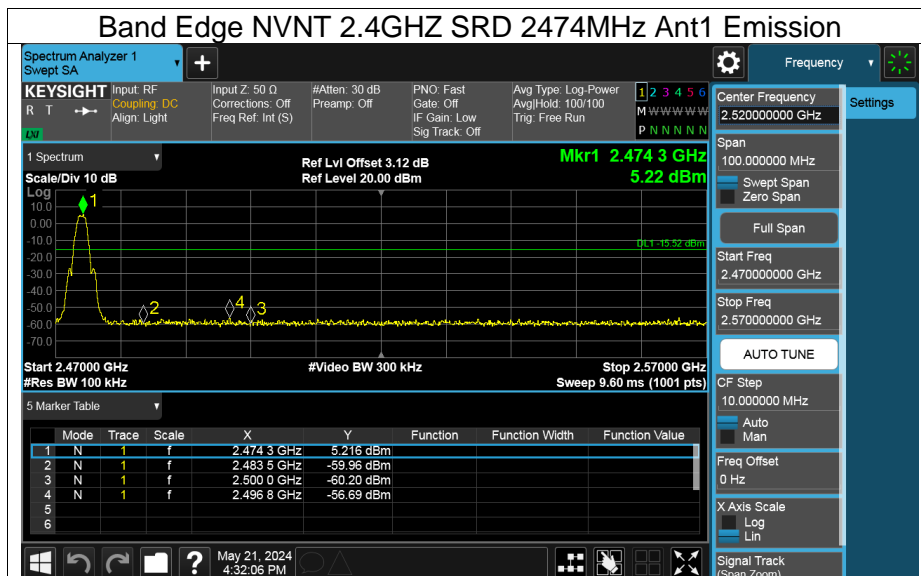 Band Edge NVNT 2.4GHZ SRD 2474MHz Ant1 Emission
Spectrum Analyzer 1
Swept SA
+
Frequency
KEYSIGHT
R T
LXI
Input: RF
Coupling: DC
Align: Light
Input Z: 50 Ω
Corrections: Off
Freq Ref: Int (S)
#Atten: 30 dB
Preamp: Off
PNO: Fast
Gate: Off
IF Gain: Low
Sig Track: Off
Avg Type: Log-Power
Avg|Hold: 100/100
Trig: Free Run
1 2 3 4 5 6
M W W W W W
P N N N N N
1 Spectrum
Scale/Div 10 dB
Ref Lvl Offset 3.12 dB
Ref Level 20.00 dBm
Mkr1 2.474 3 GHz
5.22 dBm
Log
10.0
0.00
-10.0
-20.0
-30.0
-40.0
-50.0
-60.0
-70.0
1
2
4
3
DL1 -15.52 dBm
Start 2.47000 GHz
#Res BW 100 kHz
#Video BW 300 kHz
Stop 2.57000 GHz
Sweep 9.60 ms (1001 pts)
5 Marker Table
Mode Trace Scale X Y Function Function Width Function Value
1 N 1 f 2.474 3 GHz 5.216 dBm
2 N 1 f 2.483 5 GHz -59.96 dBm
3 N 1 f 2.500 0 GHz -60.20 dBm
4 N 1 f 2.496 8 GHz -56.69 dBm
5
6
?
May 21, 2024
4:32:06 PM
Center Frequency
2.520000000 GHz
Span
100.000000 MHz
Swept Span
Zero Span
Full Span
Start Freq
2.470000000 GHz
Stop Freq
2.570000000 GHz
AUTO TUNE
CF Step
10.000000 MHz
Auto
Man
Freq Offset
0 Hz
X Axis Scale
Log
Lin
Signal Track
(Span Zoom)
Settings